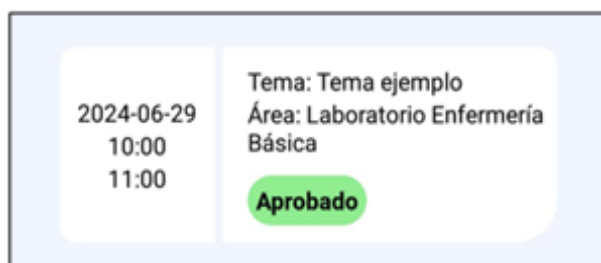 2024-06-29
10:00
11:00
Tema: Tema ejemplo
Área: Laboratorio Enfermería
Básica
Aprobado